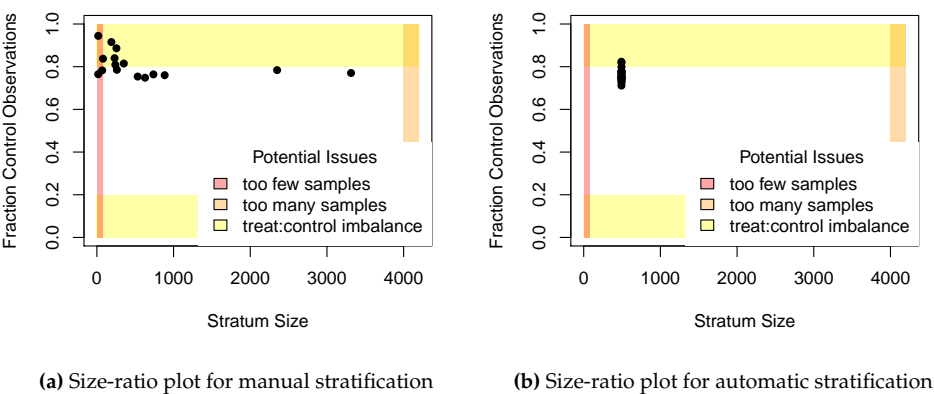 Fraction Control Observations
1.0
0.8
0.6
0.4
0.2
0.0
Potential Issues
too few samples
too many samples
treat:control imbalance
0 1000 2000 3000 4000
Stratum Size
(a) Size-ratio plot for manual stratification
Fraction Control Observations
1.0
0.8
0.6
0.4
0.2
0.0
Potential Issues
too few samples
too many samples
treat:control imbalance
0 1000 2000 3000 4000
Stratum Size
(b) Size-ratio plot for automatic stratification